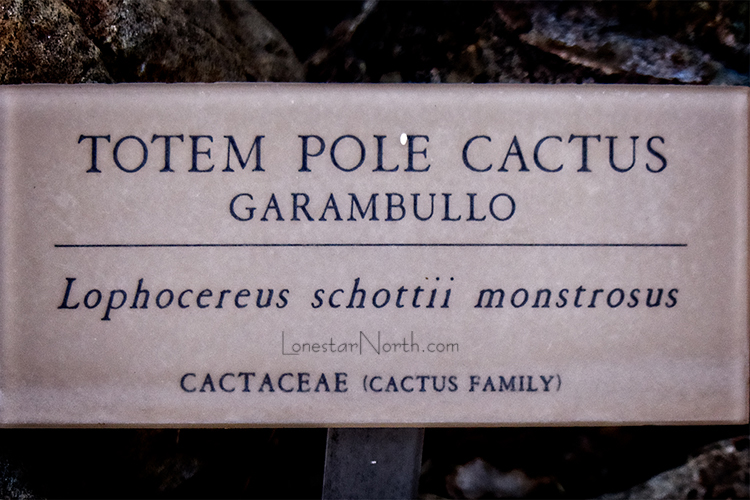 TOTEM POLE CACTUS
GARAMBULLO
Lophocereus schottii monstrosus
LonestarNorth.com
CACTACEAE (CACTUS FAMILY)